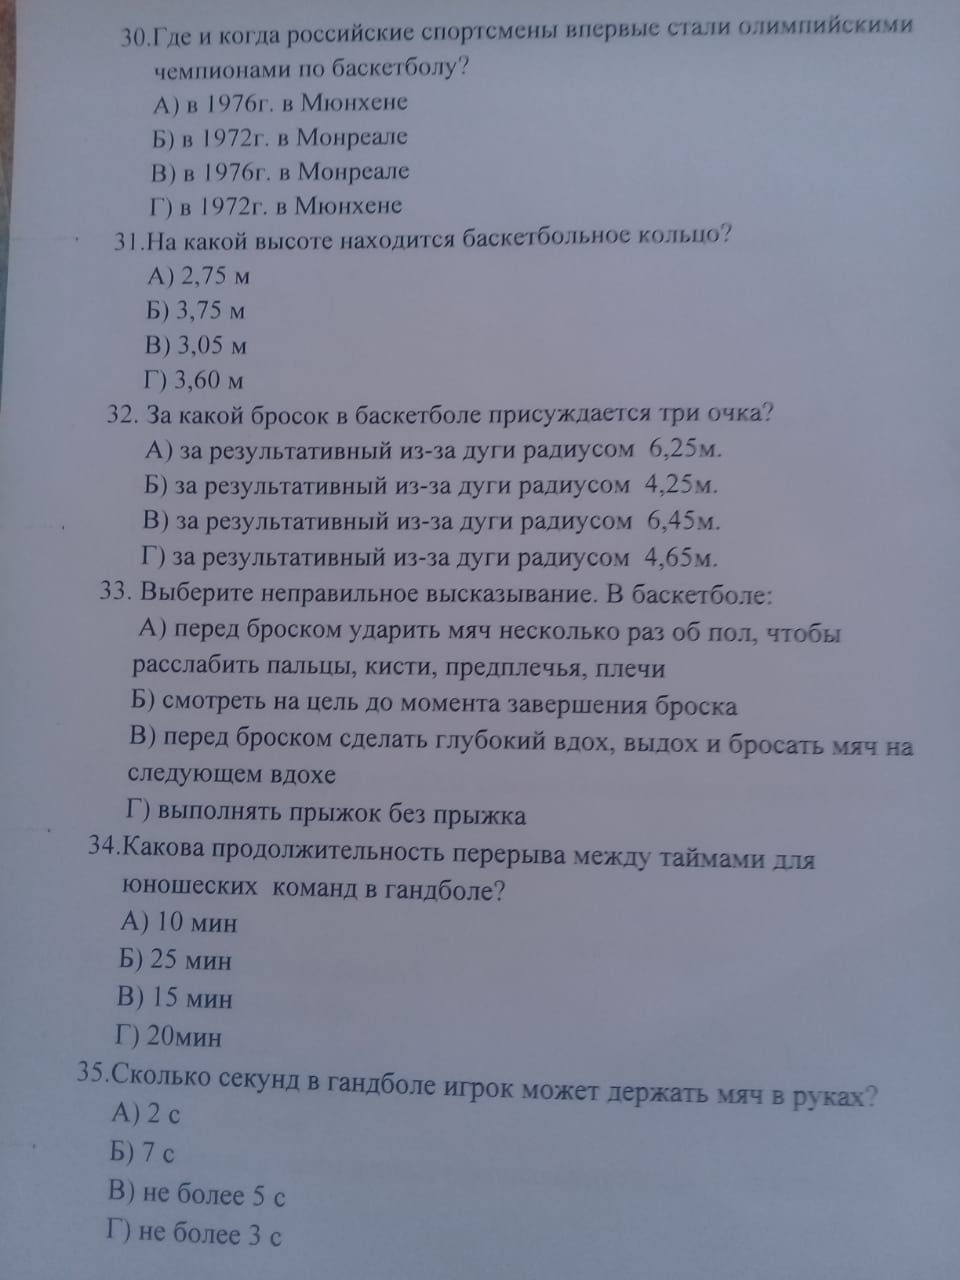 30.Где и когда российские спортсмены впервые стали олимпийскими
чемпионами по баскетболу?
А) в 1976г. в Мюнхене
Б) в 1972г. в Монреале
В) в 1976г. в Монреале
Г) в 1972г. в Мюнхене
31.На какой высоте находится баскетбольное кольцо?
А) 2,75 м
Б) 3,75 м
В) 3,05 м
Г) 3,60 м
32. За какой бросок в баскетболе присуждается три очка?
А) за результативный из-за дуги радиусом 6,25м.
Б) за результативный из-за дуги радиусом 4,25м.
В) за результативный из-за дуги радиусом 6,45м.
Г) за результативный из-за дуги радиусом 4,65м.
33. Выберите неправильное высказывание. В баскетболе:
А) перед броском ударить мяч несколько раз об пол, чтобы
расслабить пальцы, кисти, предплечья, плечи
Б) смотреть на цель до момента завершения броска
В) перед броском сделать глубокий вдох, выдох и бросать мяч на
следующем вдохе
Г) выполнять прыжок без прыжка
34.Какова продолжительность перерыва между таймами для
юношеских команд в гандболе?
А) 10 мин
Б) 25 мин
В) 15 мин
Г) 20мин
35.Сколько секунд в гандболе игрок может держать мяч в руках?
А) 2 с
Б) 7 с
В) не более 5 с
Г) не более 3 с